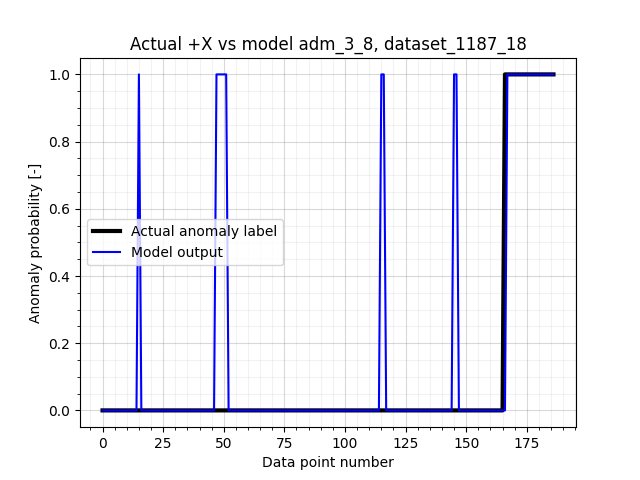 Actual +X vs model adm_3_8, dataset_1187_18
1.0
0.8
0.6
0.4
0.2
0.0
Anomaly probability [-]
Actual anomaly label
Model output
0 25 50 75 100 125 150 175
Data point number